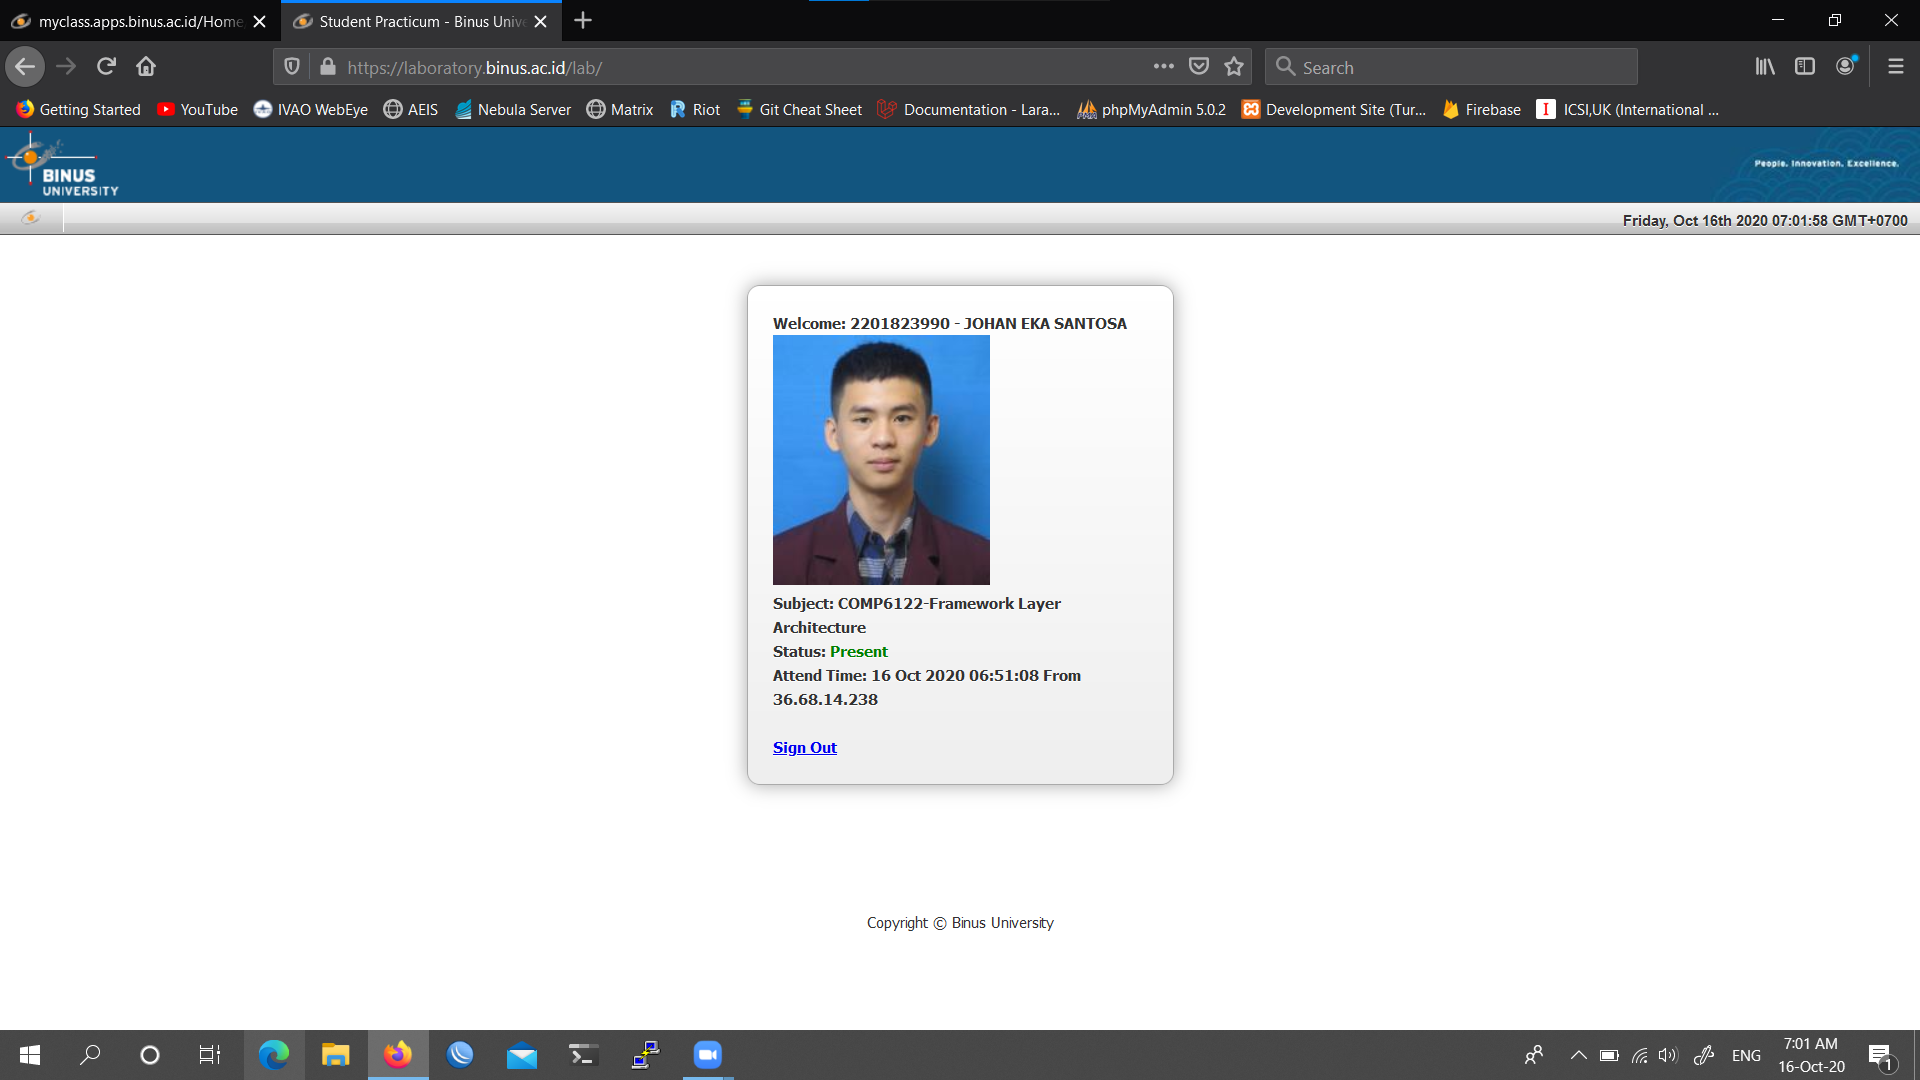 myclass.apps.binus.ac.id/Home
Student Practicum - Binus Unive
https://laboratory.binus.ac.id/lab/
Search
Getting Started
YouTube
IVAO WebEye
AEIS
Nebula Server
Matrix
Riot
Git Cheat Sheet
Documentation - Lara...
phpMyAdmin 5.0.2
Development Site (Tur...
Firebase
ICSI,UK (International ...
BINUS
UNIVERSITY
People. Innovation. Excellence.
Friday, Oct 16th 2020 07:01:58 GMT+0700
Welcome: 2201823990 - JOHAN EKA SANTOSA
Subject: COMP6122-Framework Layer
Architecture
Status: Present
Attend Time: 16 Oct 2020 06:51:08 From
36.68.14.238
Sign Out
Copyright © Binus University
ENG
7:01 AM
16-Oct-20
1